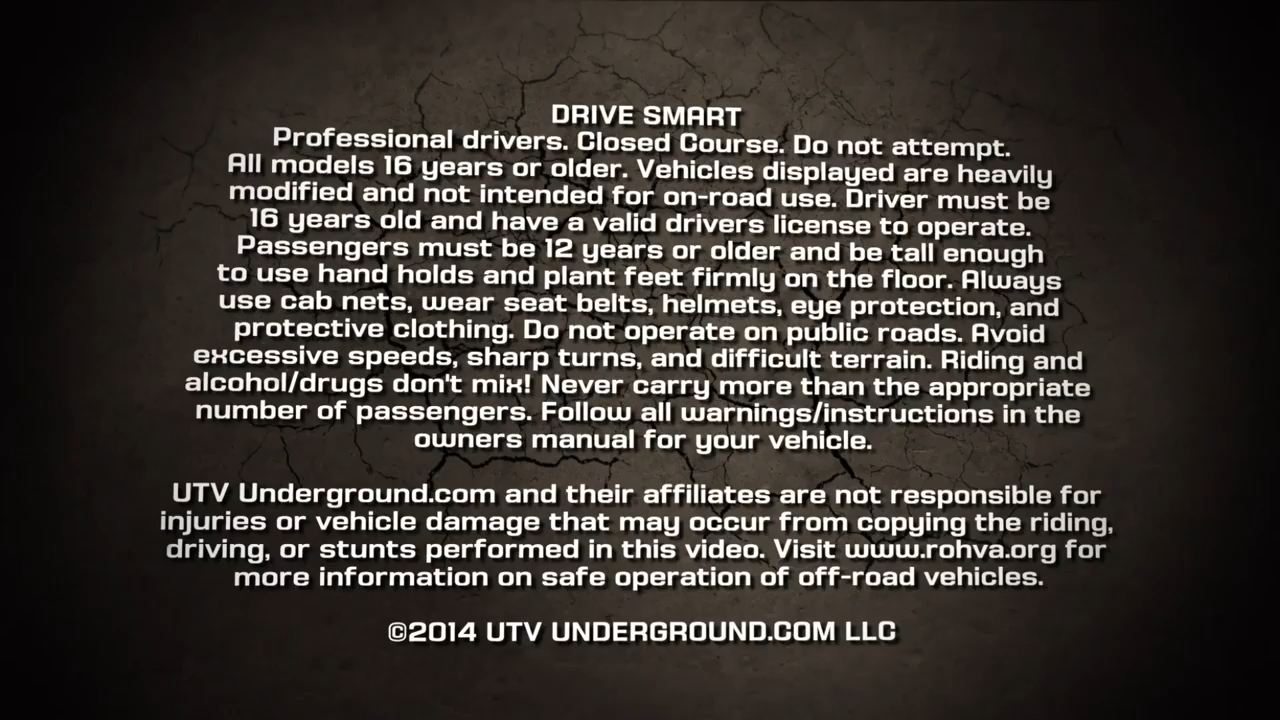 DRIVE SMART
Professional drivers. Closed Course. Do not attempt.
All models 16 years or older. Vehicles displayed are heavily
modified and not intended for on-road use. Driver must be
16 years old and have a valid drivers license to operate.
Passengers must be 12 years or older and be tall enough
to use hand holds and plant feet firmly on the floor. Always
use cab nets, wear seat belts, helmets, eye protection, and
protective clothing. Do not operate on public roads. Avoid
excessive speeds, sharp turns, and difficult terrain. Riding and
alcohol/drugs don't mix! Never carry more than the appropriate
number of passengers. Follow all warnings/instructions in the
owners manual for your vehicle.
UTV Underground.com and their affiliates are not responsible for
injuries or vehicle damage that may occur from copying the riding,
driving, or stunts performed in this video. Visit www.rohva.org for
more information on safe operation of off-road vehicles.
©2014 UTV UNDERGROUND.COM LLC